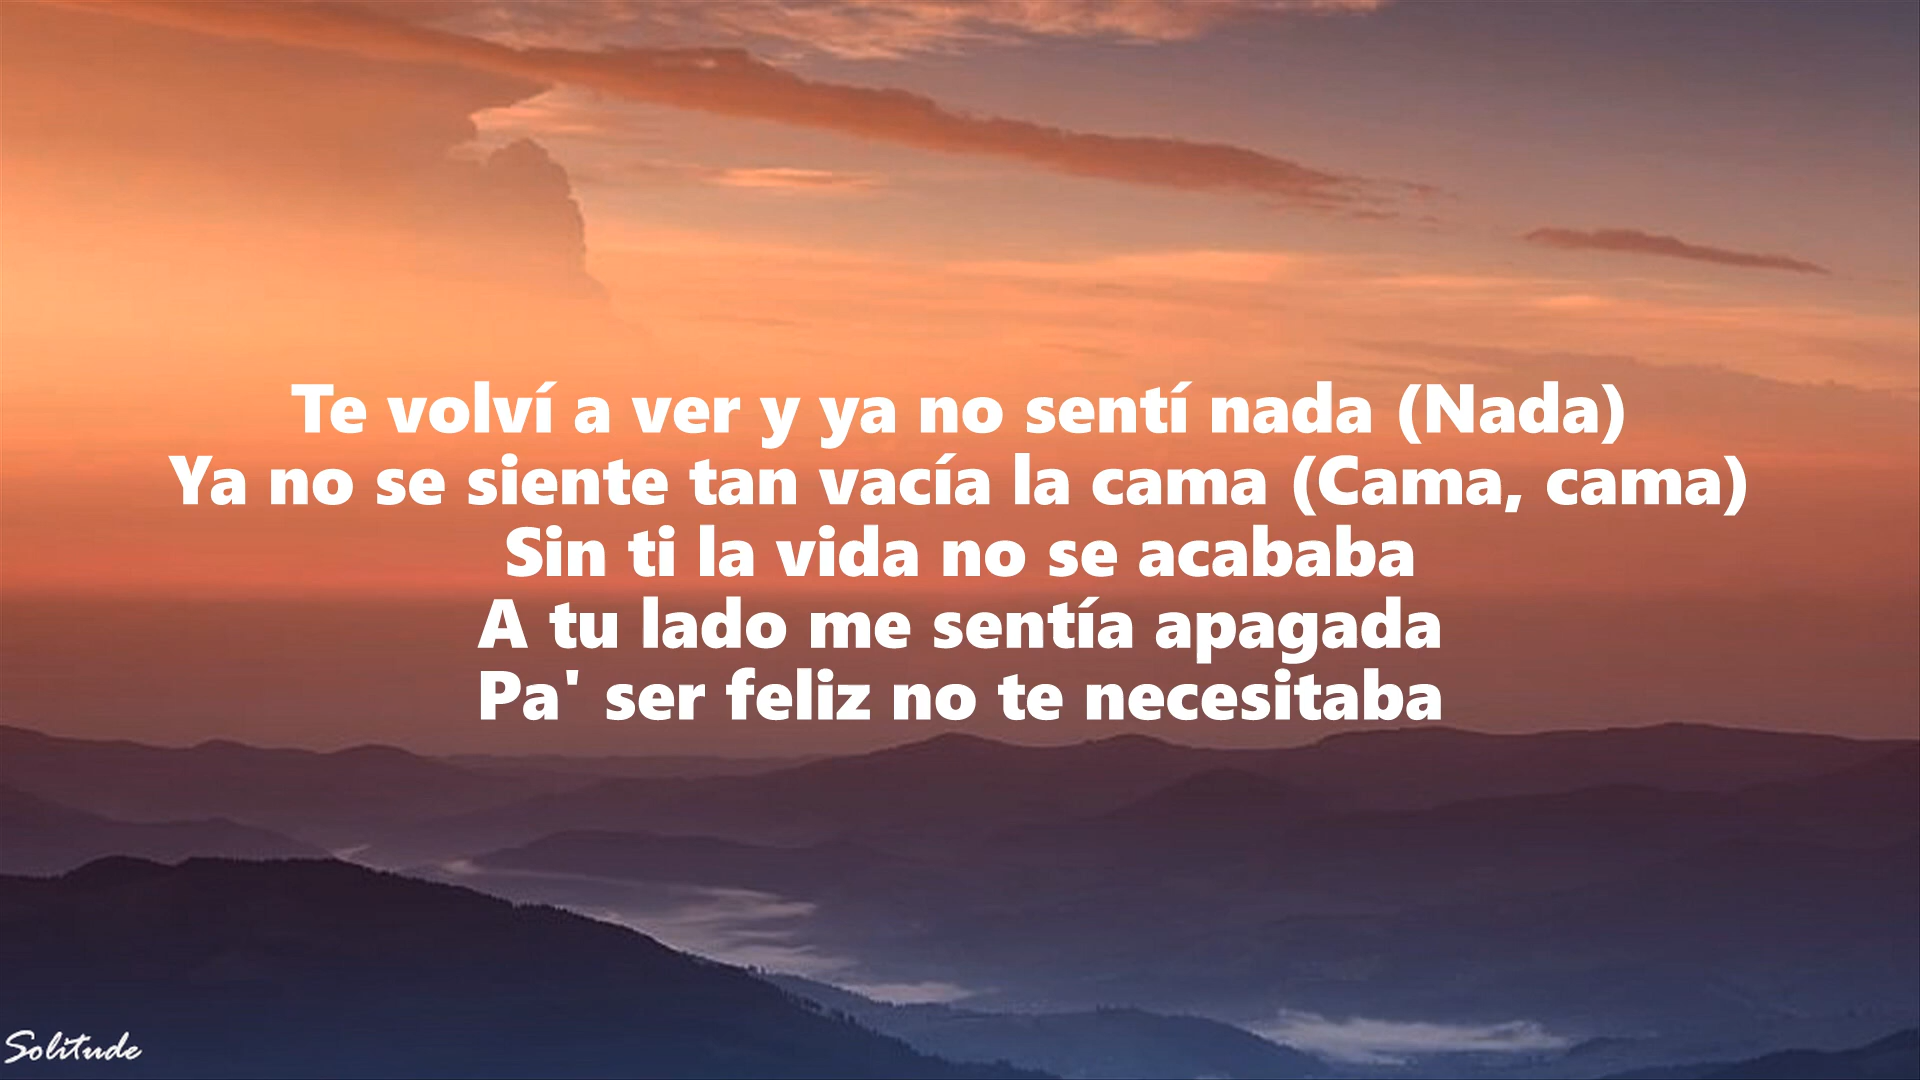 Te volví a ver y ya no sentí nada (Nada)
Ya no se siente tan vacía la cama (Cama, cama)
Sin ti la vida no se acababa
A tu lado me sentía apagada
Pa' ser feliz no te necesitaba
Solitude